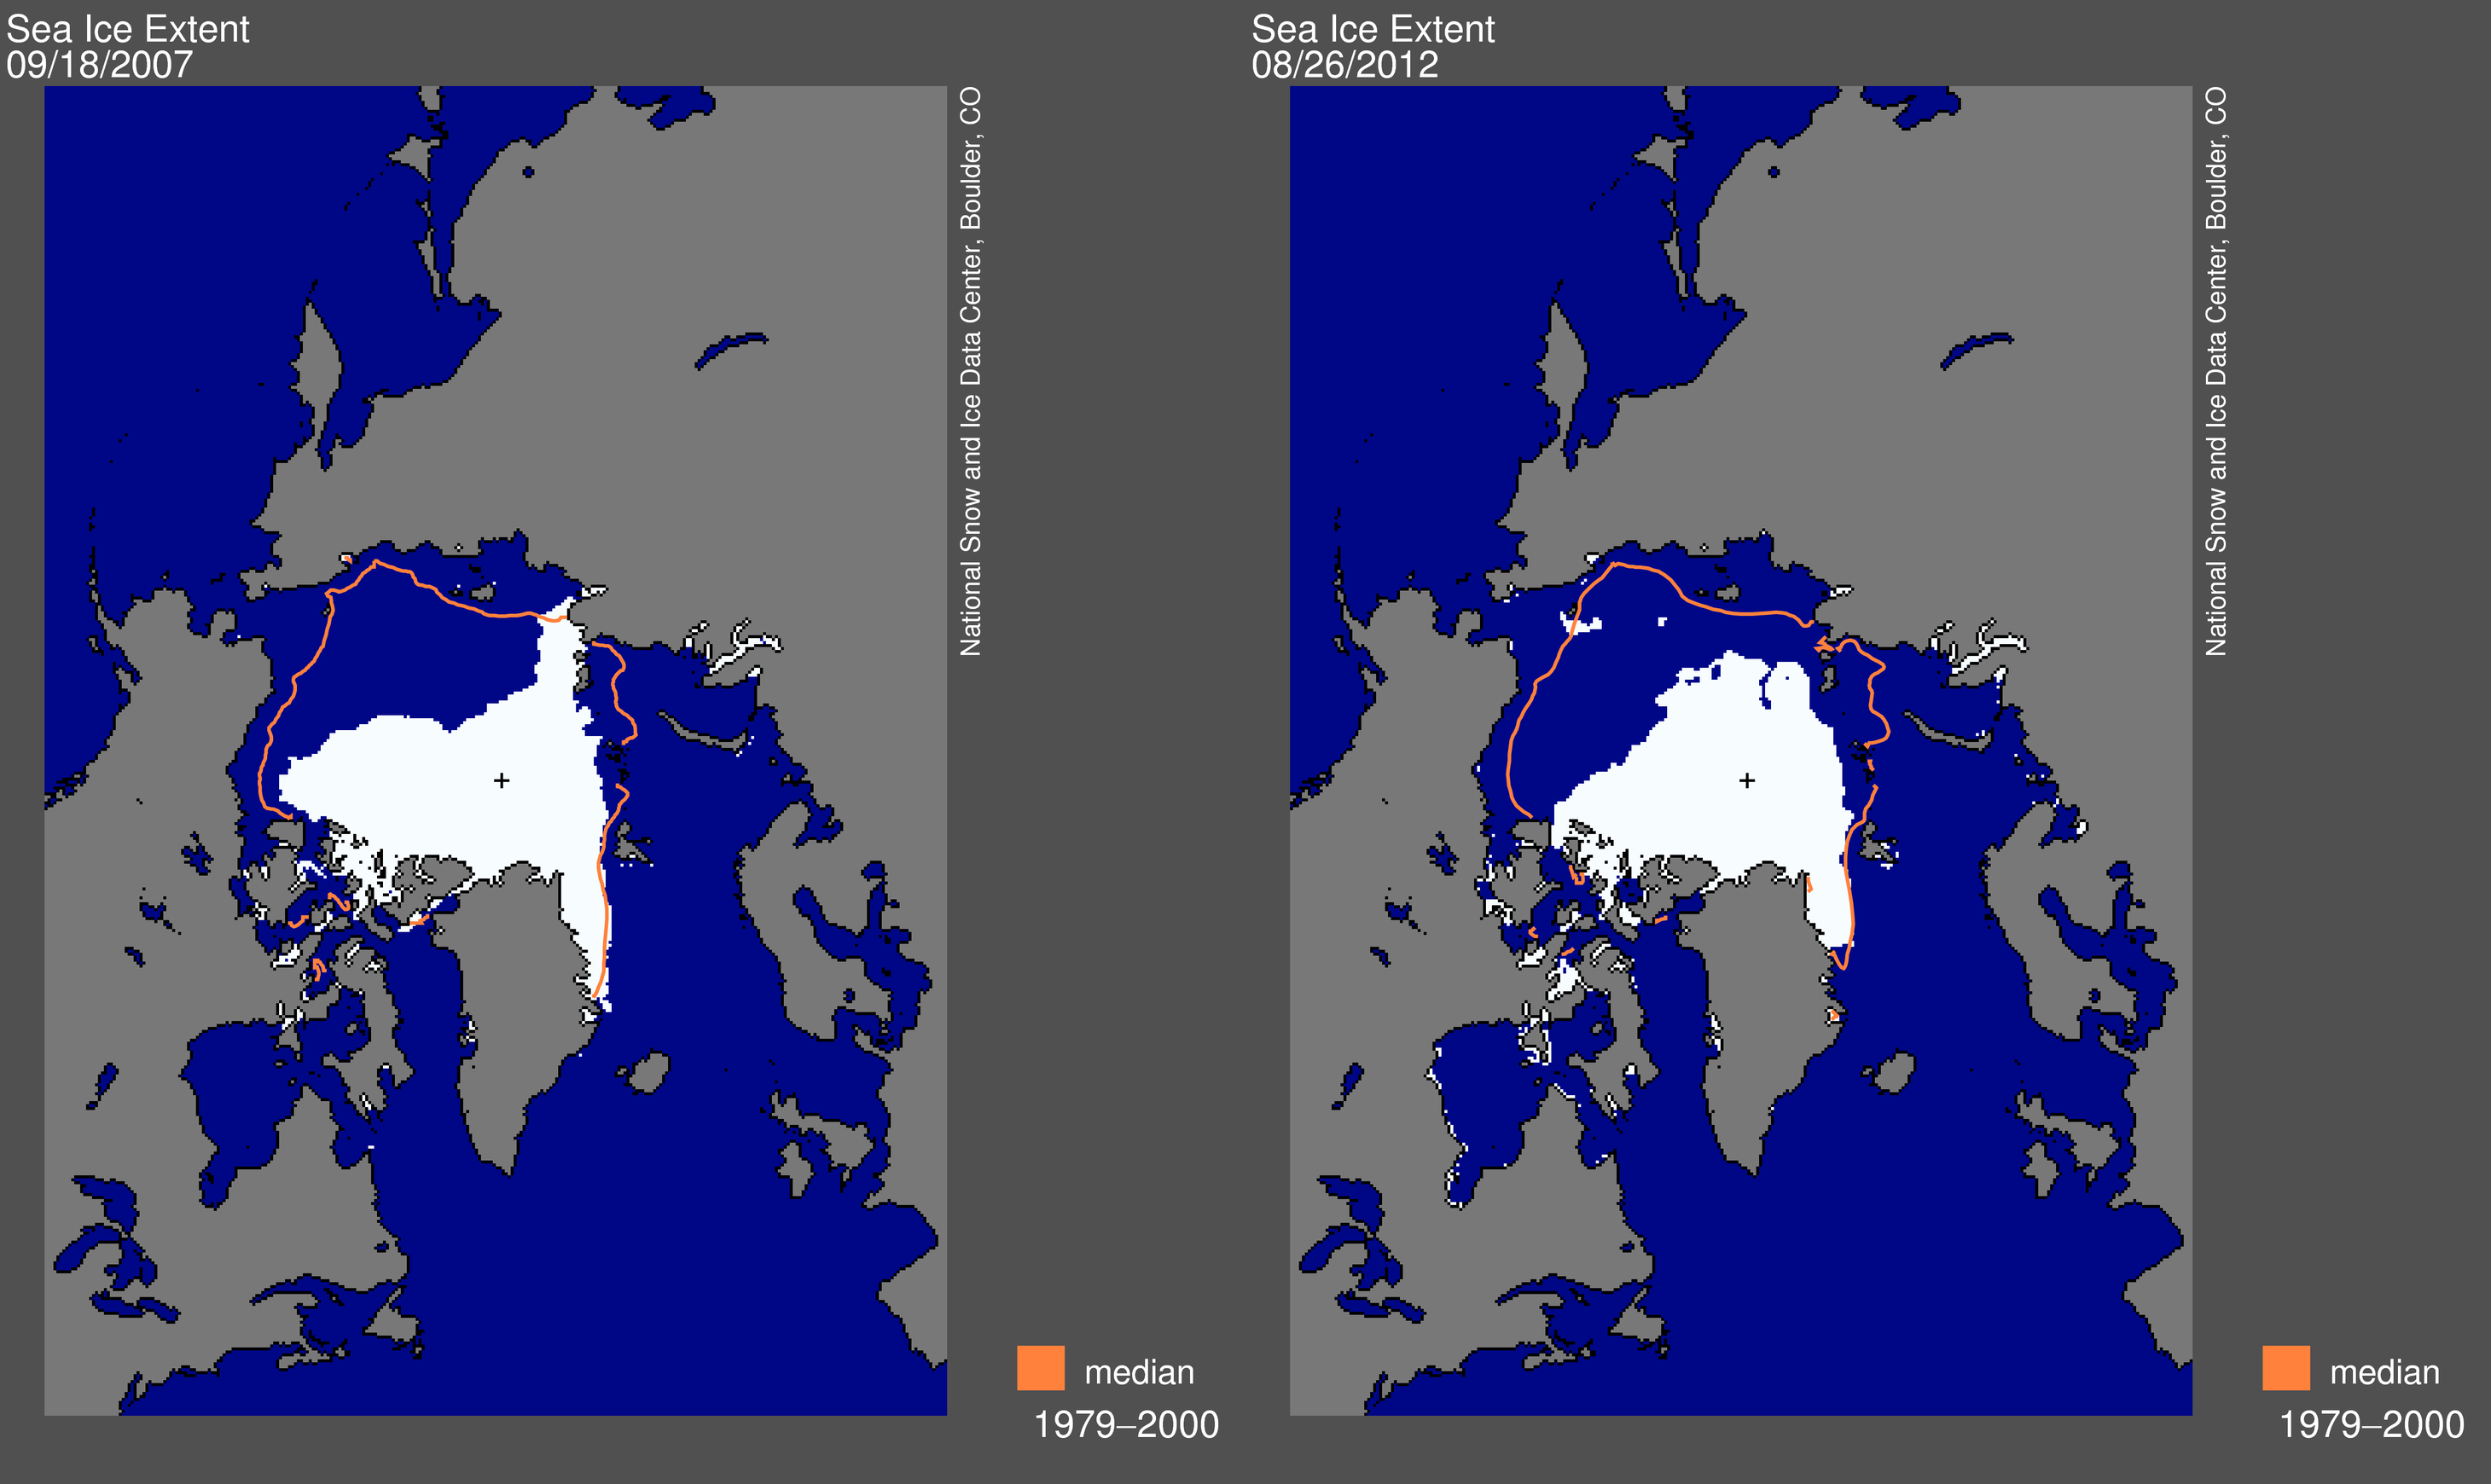 Sea Ice Extent
09/18/2007
National Snow and Ice Data Center, Boulder, CO
median
1979–2000
Sea Ice Extent
08/26/2012
National Snow and Ice Data Center, Boulder, CO
median
1979–2000